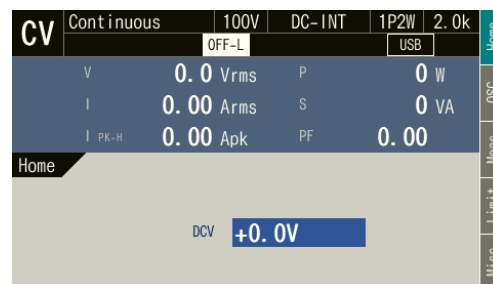 CV Continuous 100V DC-INT 1P2W 2.0k
OFF-L USB
V 0.0 Vrms P 0 W
I 0.00 Arms S 0 VA
I PK-H 0.00 Apk PF 0.00
Home
DCV +0.0V
Home
OSC
Meas
Limit
Misc